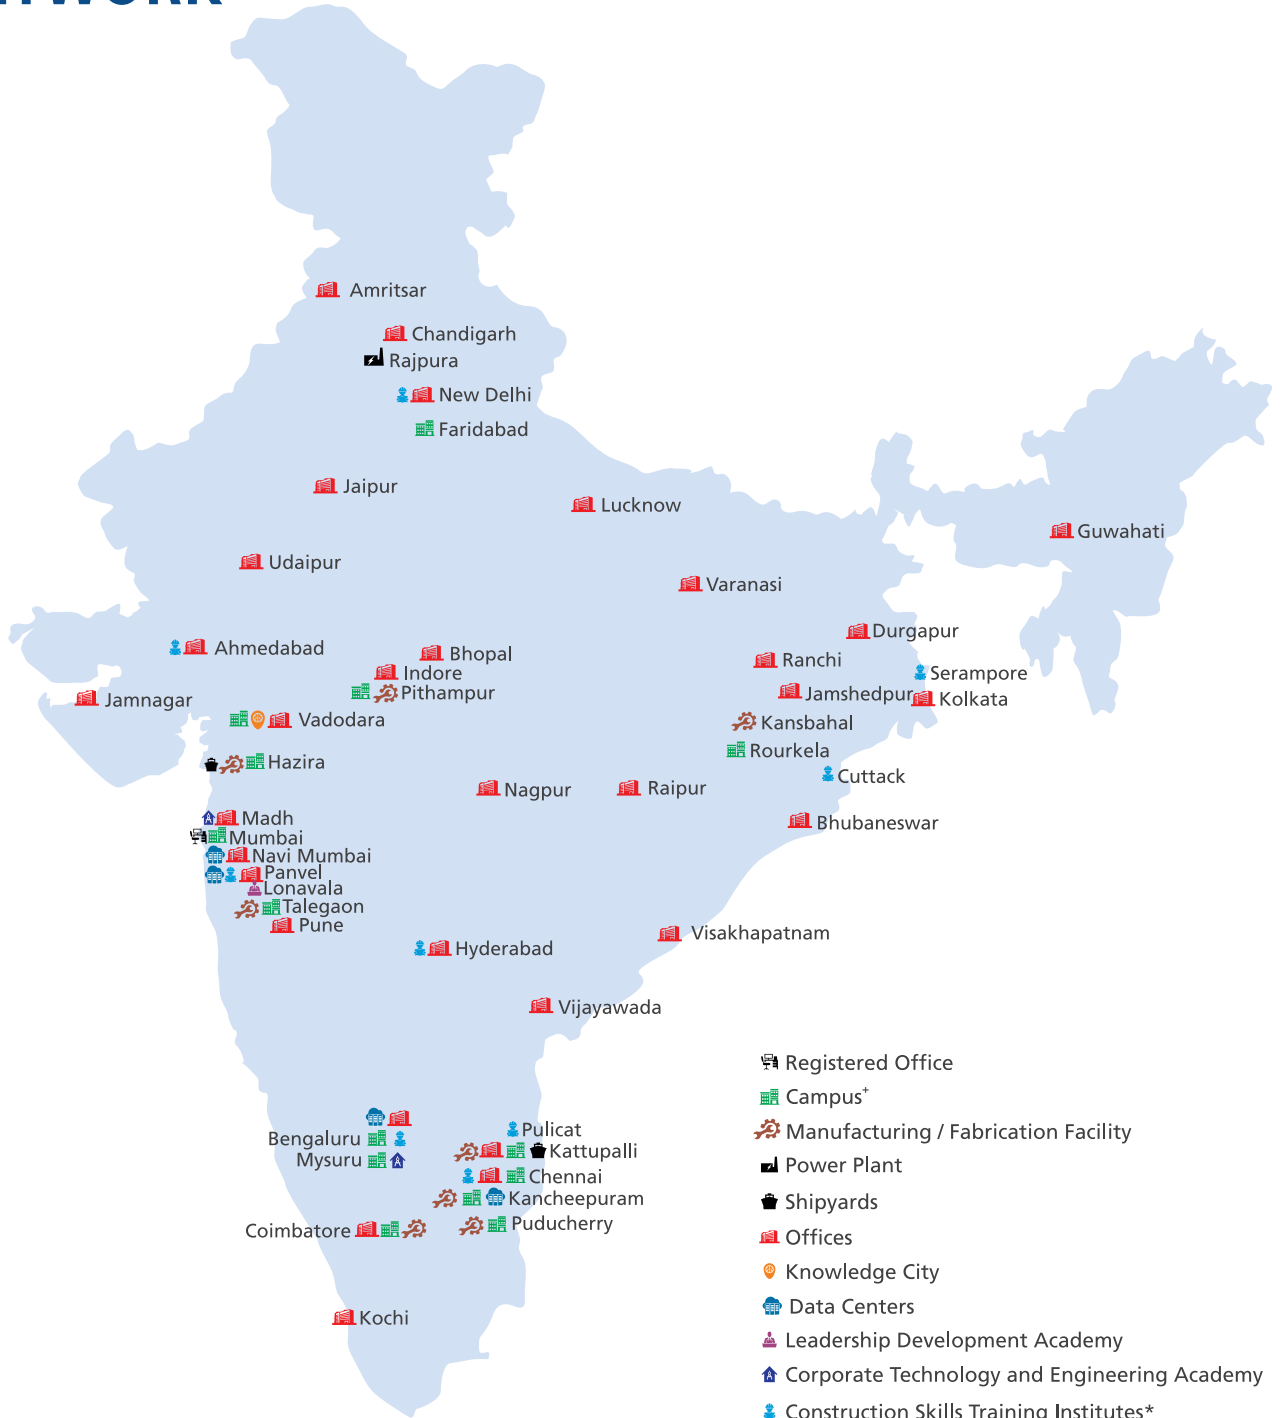 Amritsar
Chandigarh
Rajpura
New Delhi
Faridabad
Jaipur
Lucknow
Guwahati
Udaipur
Varanasi
Durgapur
Ahmedabad
Bhopal
Ranchi
Indore
Serampore
Pithampur
Jamshedpur
Jamnagar
Kolkata
Vadodara
Kansbahal
Rourkela
Hazira
Cuttack
Nagpur
Raipur
Madh
Bhubaneswar
Mumbai
Navi Mumbai
Panvel
Lonavala
Talegaon
Pune
Visakhapatnam
Hyderabad
Vijayawada
Bengaluru
Pulicat
Mysuru
Kattupalli
Chennai
Kancheepuram
Puducherry
Coimbatore
Kochi
Registered Office
Campus+
Manufacturing / Fabrication Facility
Power Plant
Shipyards
Offices
Knowledge City
Data Centers
Leadership Development Academy
Corporate Technology and Engineering Academy
Construction Skills Training Institutes*